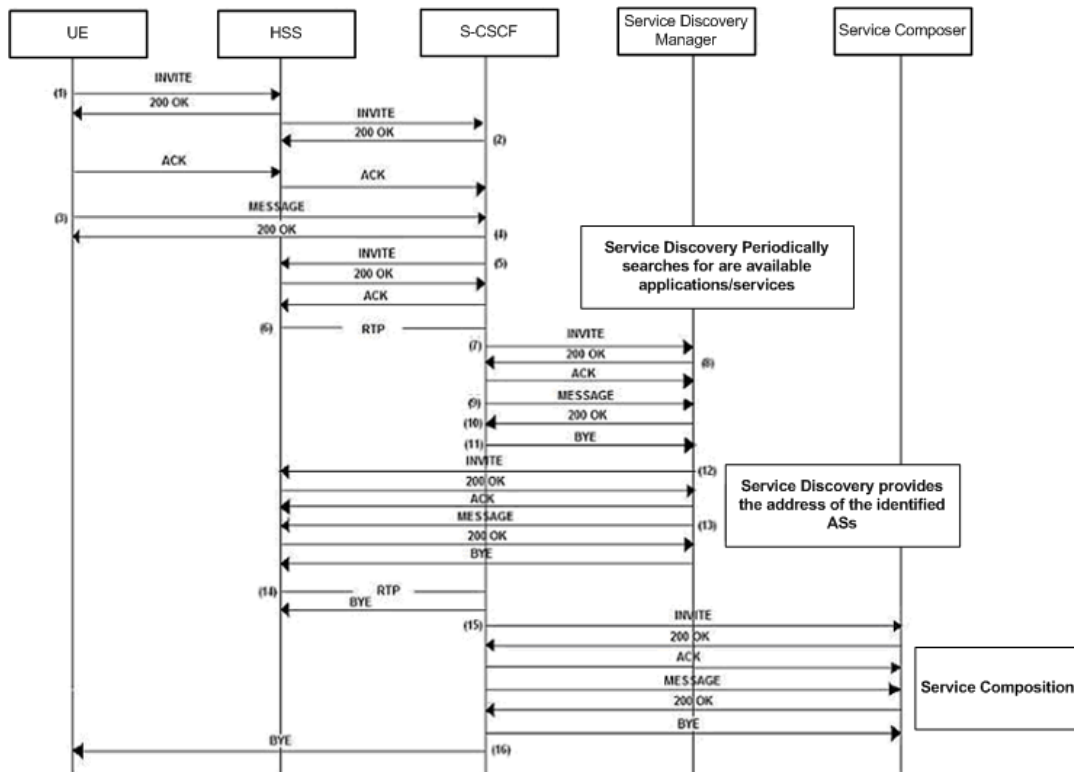 UE
HSS
S-CSCF
Service Discovery
Manager
Service Composer
INVITE
(1)
200 OK
INVITE
200 OK
(2)
ACK
ACK
MESSAGE
(3)
200 OK
(4)
INVITE
(5)
200 OK
ACK
(6)
RTP
Service Discovery Periodically
searches for are available
applications/services
INVITE
(7)
200 OK
(8)
ACK
MESSAGE
(9)
200 OK
(10)
BYE
(11)
INVITE
(12)
200 OK
ACK
MESSAGE
(13)
200 OK
BYE
Service Discovery provides
the address of the identified
ASs
(14)
RTP
BYE
(15)
INVITE
200 OK
ACK
MESSAGE
200 OK
BYE
Service Composition
BYE
(16)